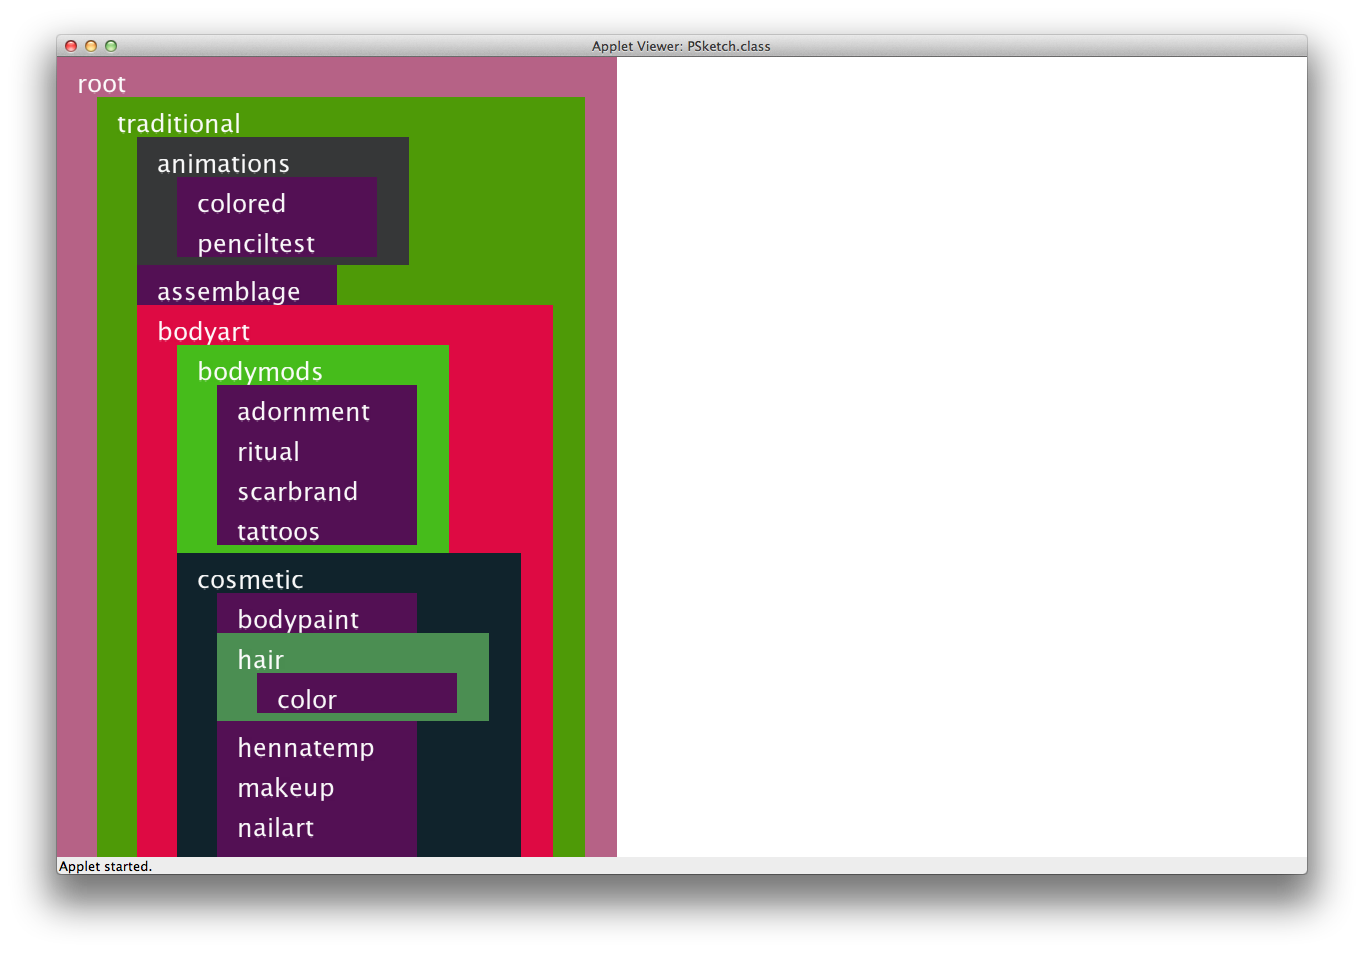 Applet Viewer: PSketch.class
root
traditional
animations
colored
penciltest
assemblage
bodyart
bodymods
adornment
ritual
scarbrand
tattoos
cosmetic
bodypaint
hair
color
hennatemp
makeup
nailart
Applet started.